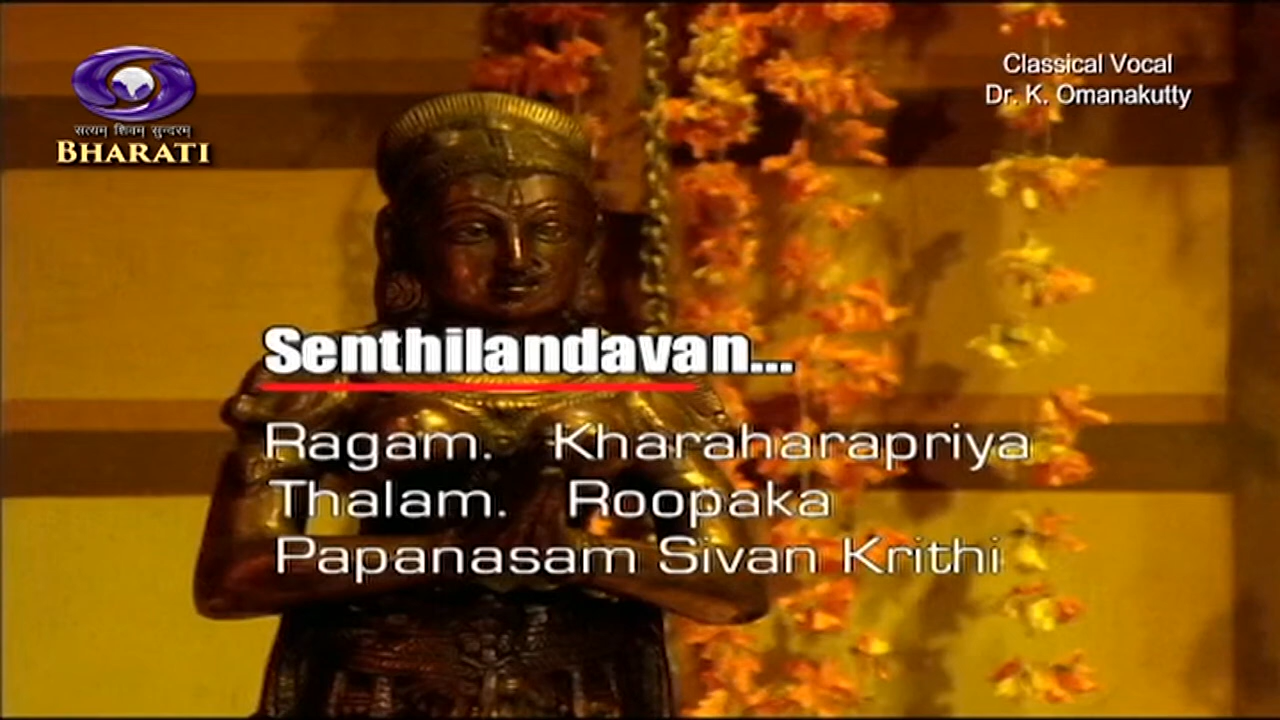 सत्यम् शिवम् सुन्दरम्
BHARATI
Classical Vocal
Dr. K. Omanakutty
Senthilandavan...
Ragam. Kharaharapriya
Thalam. Roopaka
Papanasam Sivan Krithi